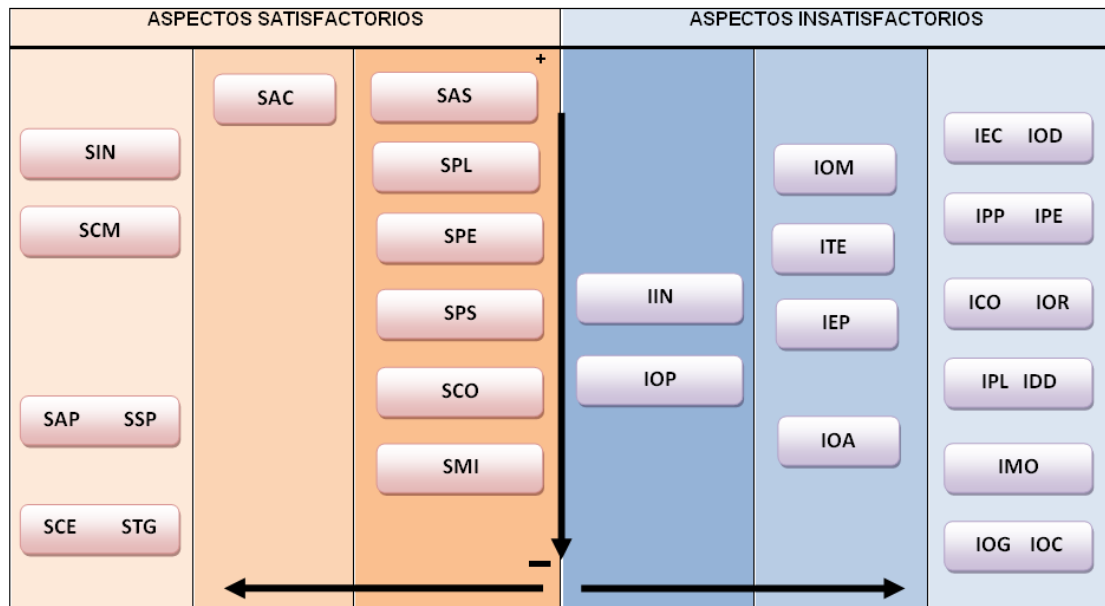 ASPECTOS SATISFACTORIOS
ASPECTOS INSATISFACTORIOS
+
SIN
SCM
SAP SSP
SCE STG
SAC
SAS
SPL
SPE
SPS
SCO
SMI
IIN
IOP
IOM
ITE
IEP
IOA
IEC IOD
IPP IPE
ICO IOR
IPL IDD
IMO
IOG IOC
−